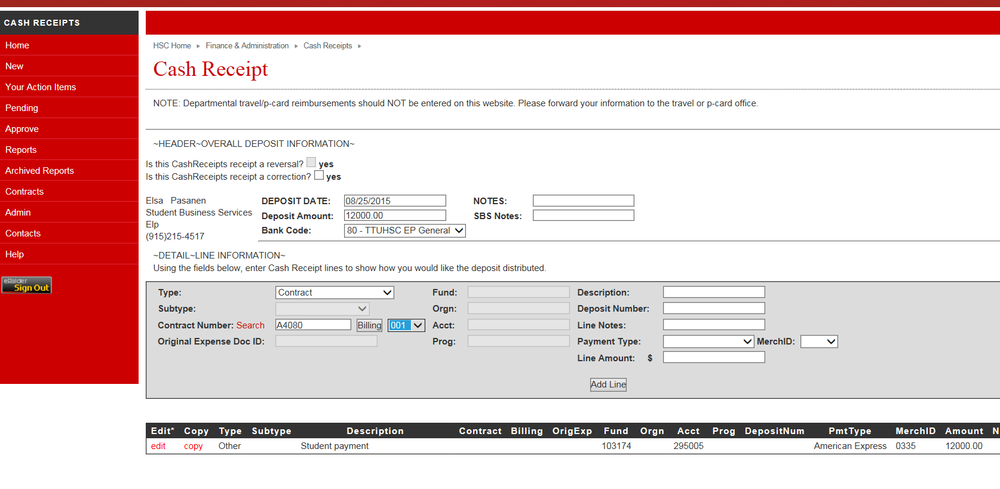 CASH RECEIPTS
Home
New
Your Action Items
Pending
Approve
Reports
Archived Reports
Contracts
Admin
Contacts
Help
eRaider
Sign Out
HSC Home Finance & Administration Cash Receipts
Cash Receipt
NOTE: Departmental travel/p-card reimbursements should NOT be entered on this website. Please forward your information to the travel or p-card office.
~HEADER~OVERALL DEPOSIT INFORMATION~
Is this CashReceipts receipt a reversal? yes
Is this CashReceipts receipt a correction? yes
Elsa Pasanen
Student Business Services
Elp
(915)215-4517
DEPOSIT DATE: 08/25/2015 NOTES:
Deposit Amount: 12000.00 SBS Notes:
Bank Code: 80 - TTUHSC EP General
~DETAIL~LINE INFORMATION~
Using the fields below, enter Cash Receipt lines to show how you would like the deposit distributed.
Type: Contract Fund: Description:
Subtype: Orgn: Deposit Number:
Contract Number: Search A4080 Billing 001 Acct: Line Notes:
Original Expense Doc ID: Prog: Payment Type: MerchID:
Line Amount: $
Add Line
Edit* Copy Type Subtype Description Contract Billing OrigExp Fund Orgn Acct Prog DepositNum PmtType MerchID Amount N
edit copy Other Student payment 103174 295005 American Express 0335 12000.00